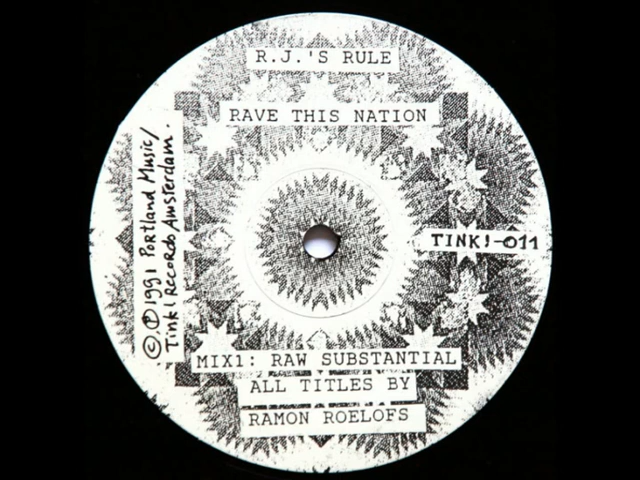 R.J.'S RULE
RAVE THIS NATION
© ℗ 1991 Portland Music/
Tink! Records Amsterdam.
TINK!-011
MIX1: RAW SUBSTANTIAL
ALL TITLES BY
RAMON ROELOFS